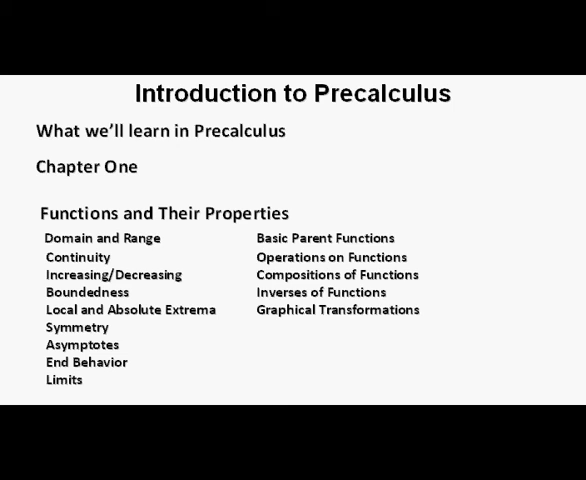 Introduction to Precalculus
What we'll learn in Precalculus
Chapter One
Functions and Their Properties
Domain and Range
Continuity
Increasing/Decreasing
Boundedness
Local and Absolute Extrema
Symmetry
Asymptotes
End Behavior
Limits
Basic Parent Functions
Operations on Functions
Compositions of Functions
Inverses of Functions
Graphical Transformations